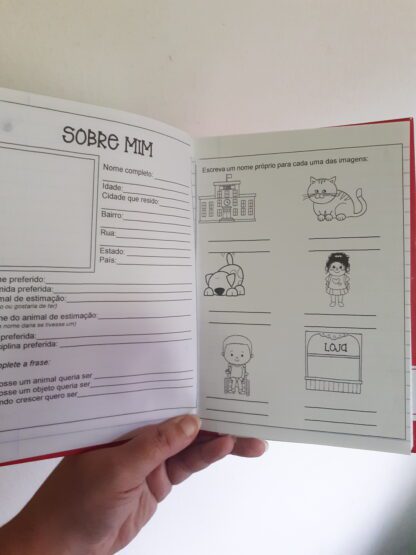 SOBRE MIM
Nome completo:
Idade:
Cidade que resido:
Bairro:
Rua:
Estado:
País:
me preferido:
mida preferida:
imal de estimação:
ou gostaria de ter)
me do animal de estimação:
nome daria se tivesse um)
preferida:
ciplina preferida:
mplete a frase:
osse um animal queria ser
osse um objeto queria ser
ndo crescer quero ser
Escreva um nome próprio para cada uma das imagens:
LOJA